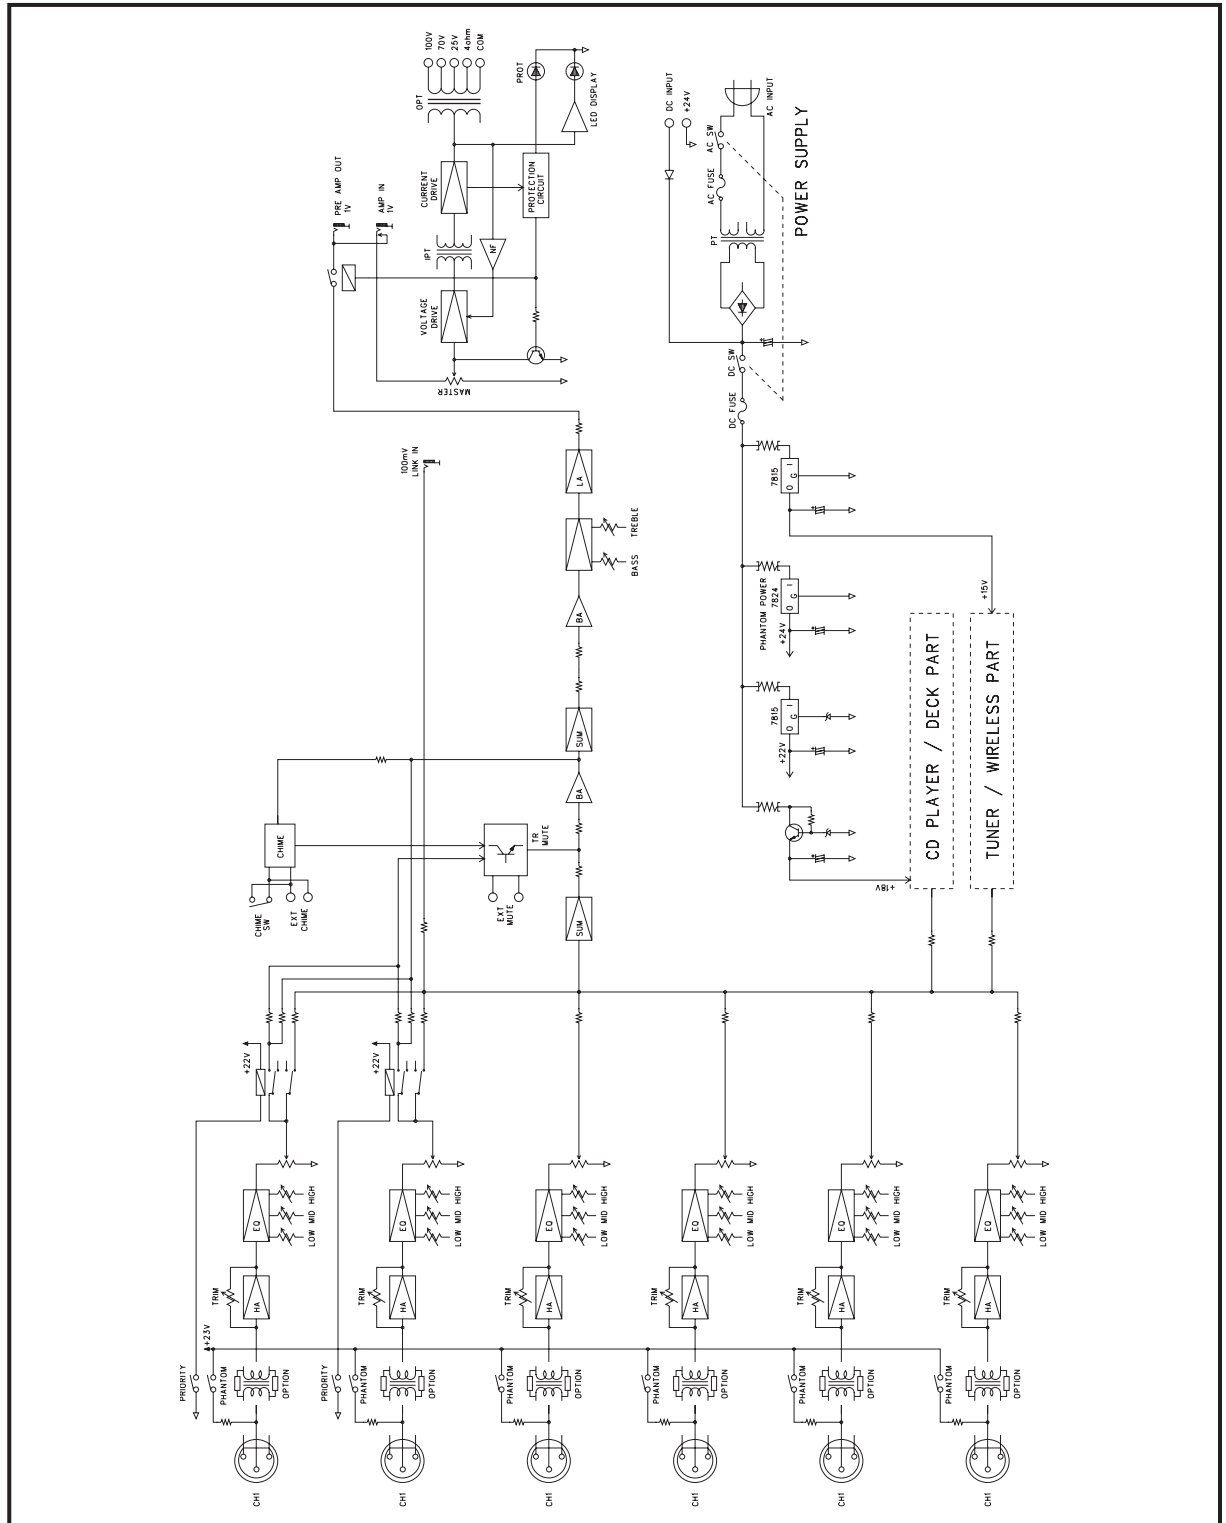 CH1
PRIORITY
PHANTOM
+23V
OPTION
TRIM
HA
EQ
LOW MID HIGH
+22V
CH1
PRIORITY
PHANTOM
OPTION
TRIM
HA
EQ
LOW MID HIGH
+22V
CH1
PHANTOM
OPTION
TRIM
HA
EQ
LOW MID HIGH
CH1
PHANTOM
OPTION
TRIM
HA
EQ
LOW MID HIGH
CH1
PHANTOM
OPTION
TRIM
HA
EQ
LOW MID HIGH
CH1
PHANTOM
OPTION
TRIM
HA
EQ
LOW MID HIGH
CHIME
SW
EXT
CHIME
CHIME
EXT
MUTE
TR
MUTE
SUM
BA
SUM
BA
BASS
TREBLE
LA
100mV
LINK IN
PRE AMP OUT
1V
AMP IN
1V
MASTER
VOLTAGE
DRIVE
IPT
NF
CURRENT
DRIVE
PROTECTION
CIRCUIT
OPT
100V
70V
25V
4ohm
COM
PROT
LED DISPLAY
DC INPUT
+24V
AC INPUT
AC SW
AC FUSE
PT
POWER SUPPLY
DC SW
DC FUSE
7815
O G I
+15V
PHANTOM POWER
7824
O G I
+24V
7815
O G I
+22V
+18V
CD PLAYER / DECK PART
TUNER / WIRELESS PART